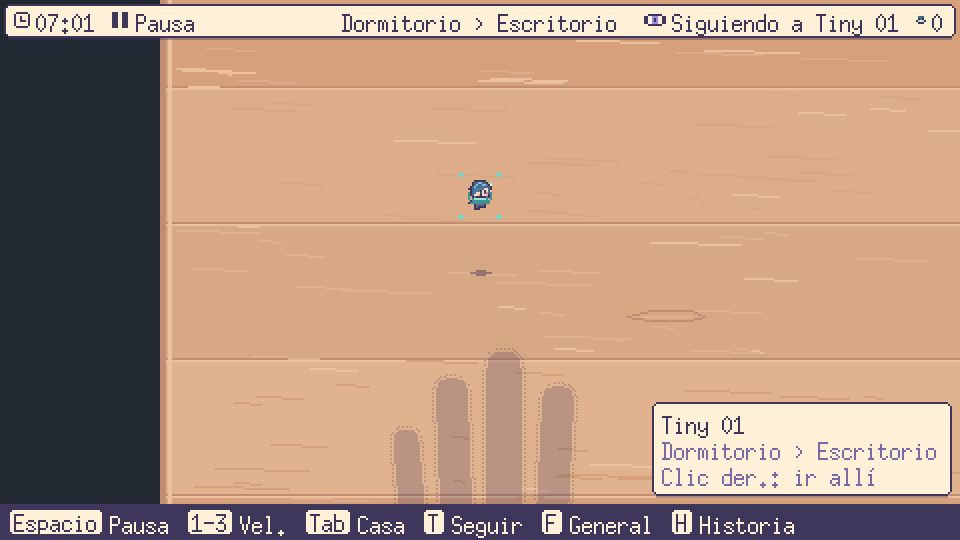 07:01 Pausa Dormitorio > Escritorio Siguiendo a Tiny 01 0
Tiny 01
Dormitorio > Escritorio
Clic der.: ir allí
Espacio Pausa 1-3 Vel. Tab Casa T Seguir F General H Historia